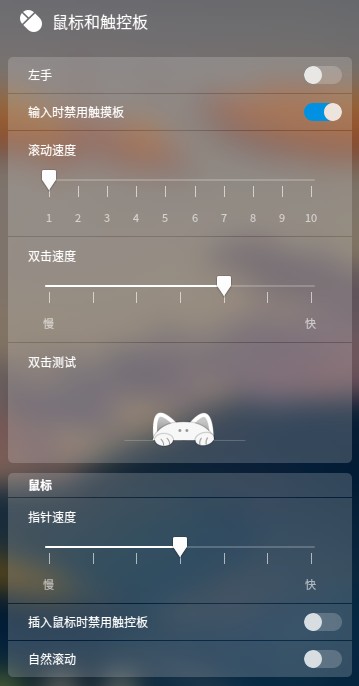 鼠标和触控板
左手
输入时禁用触摸板
滚动速度
1 2 3 4 5 6 7 8 9 10
双击速度
慢 快
双击测试
鼠标
指针速度
慢 快
插入鼠标时禁用触控板
自然滚动